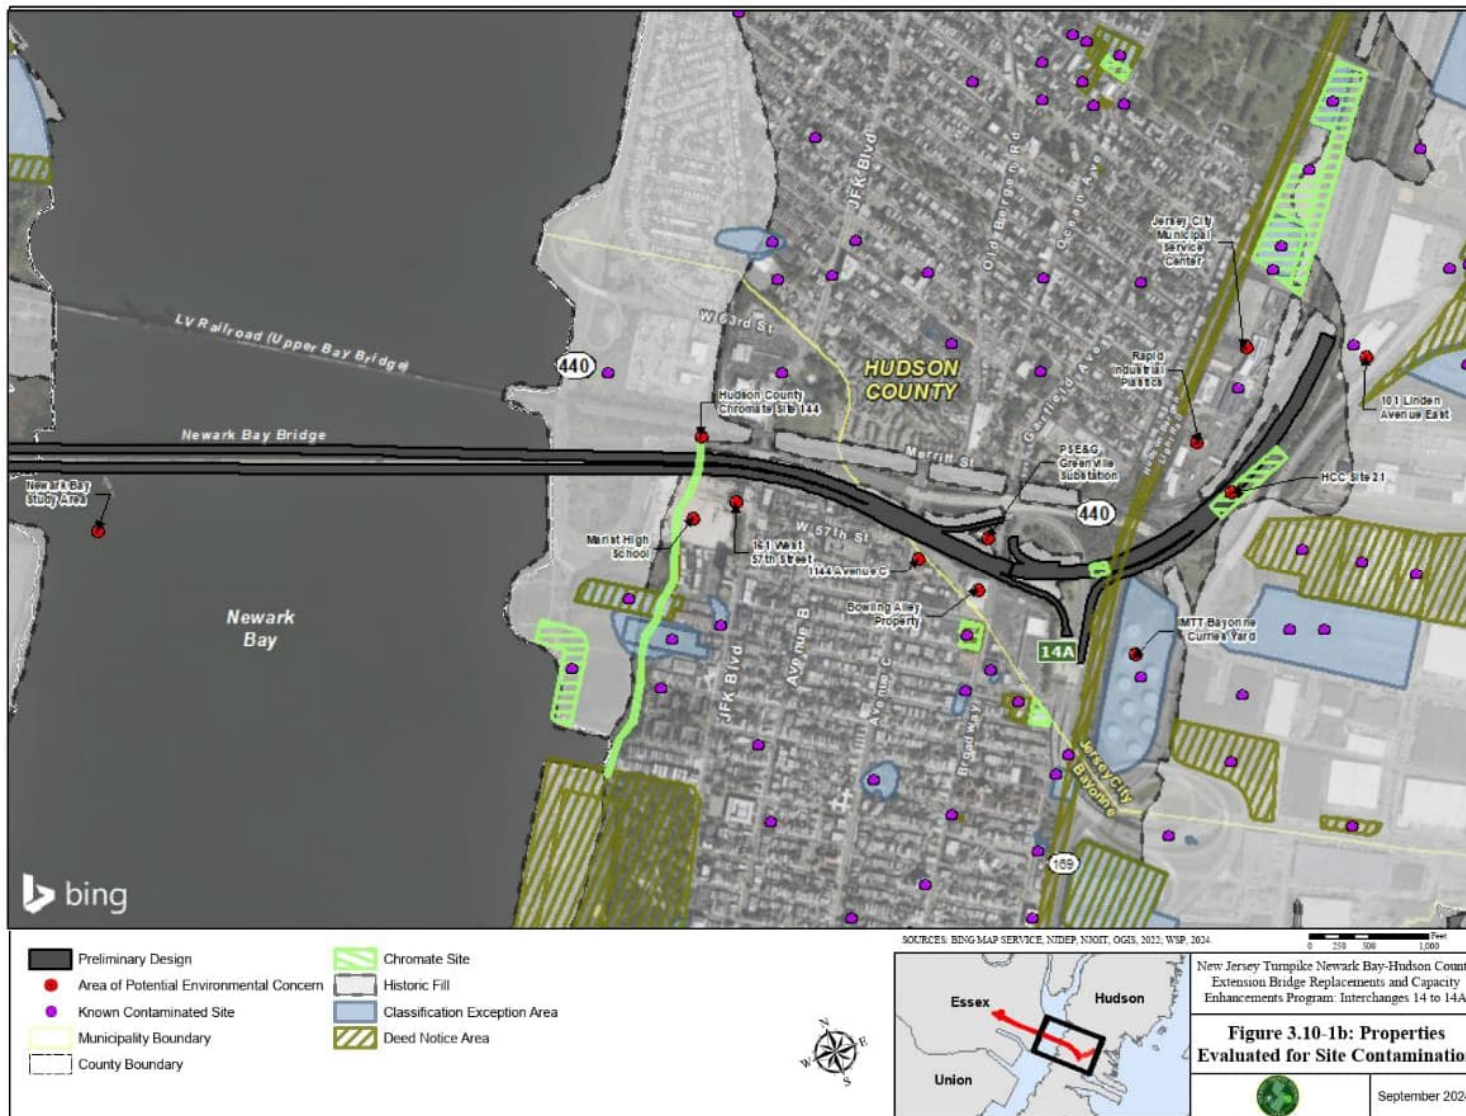 JFK Blvd
Old Bergen Rd
Ocean Ave
Jersey City
Municipal
Service
Center
LV Railroad (Upper Bay Bridge)
W 63rd St
440
HUDSON
COUNTY
Garfield Ave
Rapid
Industrial
Plastics
101 Linden
Avenue East
Hudson County
Chromate Site 144
Newark Bay Bridge
Merritt St
PSE&G
Greenville
Substation
HCC Site 21
440
Newark Bay
Study Area
Marist High
School
161 West
57th Street
W 57th St
1144 Avenue C
Bowling Alley
Property
Newark
Bay
14A
IMTT Bayonne
Curries Yard
JFK Blvd
Avenue B
Avenue C
Broadway
Jersey City
Bayonne
169
bing
SOURCES: BING MAP SERVICE, NJDEP, NJOIT, OGIS, 2022; WSP, 2024.
Feet
0 250 500 1,000
Preliminary Design
Area of Potential Environmental Concern
Known Contaminated Site
Municipality Boundary
County Boundary
Chromate Site
Historic Fill
Classification Exception Area
Deed Notice Area
N
E
S
W
Essex
Hudson
Union
New Jersey Turnpike Newark Bay-Hudson Count
Extension Bridge Replacements and Capacity
Enhancements Program: Interchanges 14 to 14A
Figure 3.10-1b: Properties
Evaluated for Site Contamination
September 2024